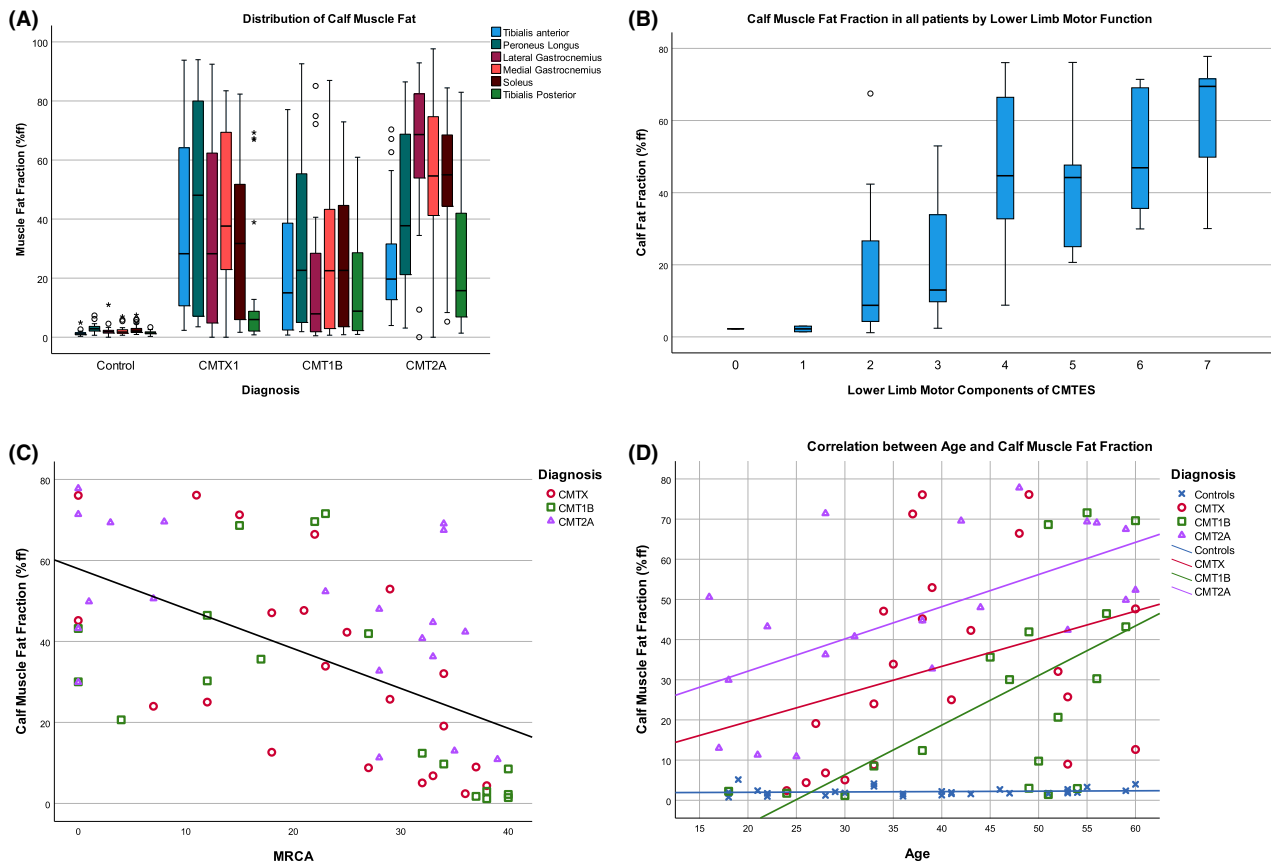 (A)
Distribution of Calf Muscle Fat
Muscle Fat Fraction (%ff)
100
80
60
40
20
0
Control
CMTX1
CMT1B
CMT2A
Diagnosis
Tibialis anterior
Peroneus Longus
Lateral Gastrocnemius
Medial Gastrocnemius
Soleus
Tibialis Posterior
(B)
Calf Muscle Fat Fraction in all patients by Lower Limb Motor Function
Calf Fat Fraction (%ff)
80
60
40
20
0
0 1 2 3 4 5 6 7
Lower Limb Motor Components of CMTES
(C)
Calf Muscle Fat Fraction (%ff)
80
60
40
20
0
0 10 20 30 40
MRCA
Diagnosis
CMTX
CMT1B
CMT2A
(D)
Correlation between Age and Calf Muscle Fat Fraction
Calf Muscle Fat Fraction (%ff)
80
70
60
50
40
30
20
10
0
15 20 25 30 35 40 45 50 55 60
Age
Diagnosis
Controls
CMTX
CMT1B
CMT2A
Controls
CMTX
CMT1B
CMT2A